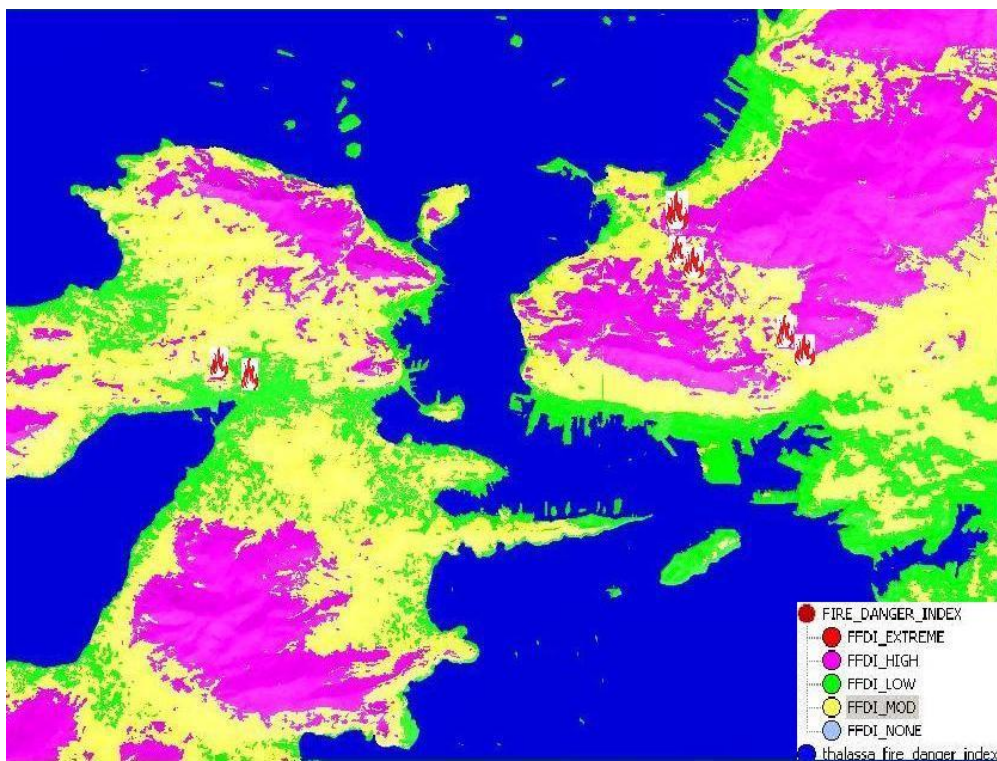 FIRE_DANGER_INDEX
FFDI_EXTREME
FFDI_HIGH
FFDI_LOW
FFDI_MOD
FFDI_NONE
thalassa_fire_danger_index